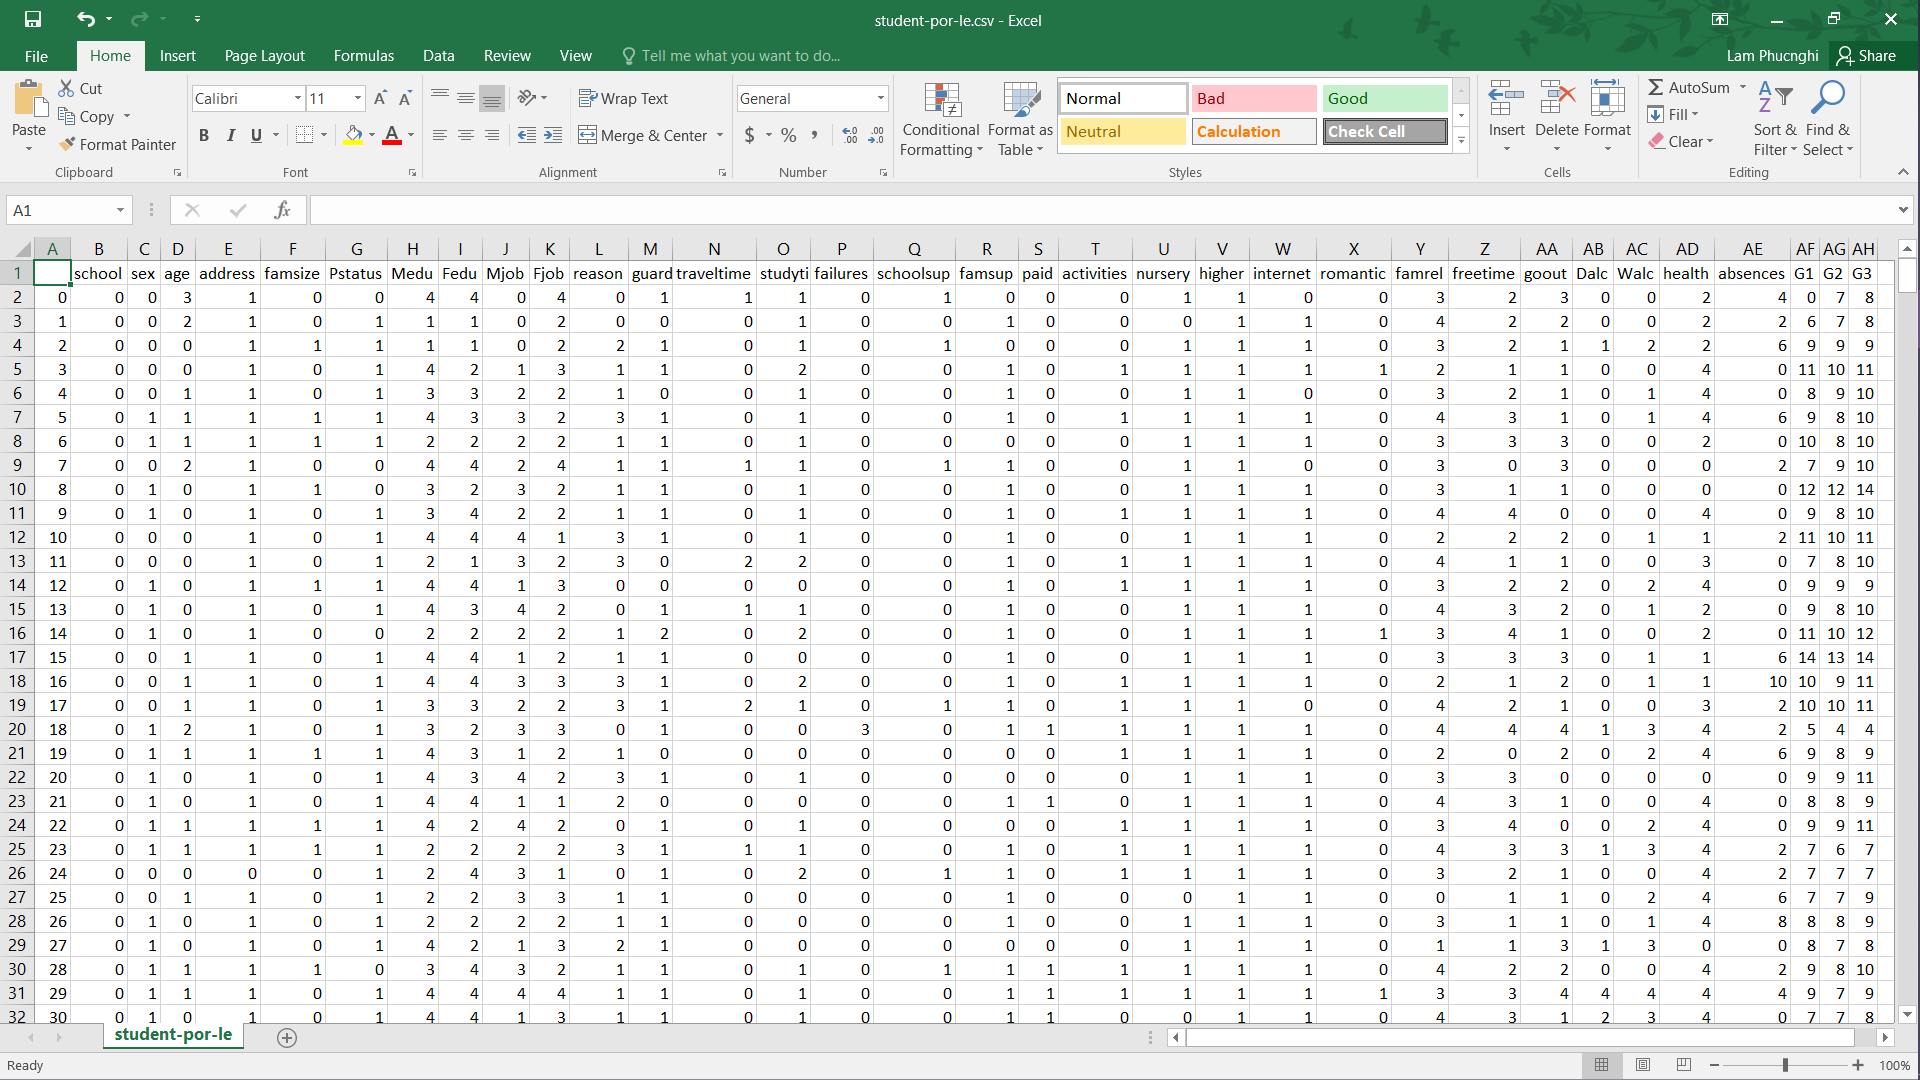 student-por-le.csv - Excel
File Home Insert Page Layout Formulas Data Review View Tell me what you want to do... Lam Phucnghi Share
Paste Cut Copy Format Painter Clipboard
Calibri 11 B I U A Font
Wrap Text Merge & Center Alignment
General $ % , Number
Conditional Formatting Format as Table
Normal Bad Good
Neutral Calculation Check Cell
Styles
Insert Delete Format Cells
AutoSum Fill Clear Sort & Filter Find & Select Editing
A1 fx
A B C D E F G H I J K L M N O P Q R S T U V W X Y Z AA AB AC AD AE AF AG AH
1 school sex age address famsize Pstatus Medu Fedu Mjob Fjob reason guard traveltime studyti failures schoolsup famsup paid activities nursery higher internet romantic famrel freetime goout Dalc Walc health absences G1 G2 G3
2 0 0 0 3 1 0 0 4 4 0 4 0 1 1 1 0 1 0 0 0 1 1 0 0 3 2 3 0 0 2 4 0 7 8
3 1 0 0 2 1 0 1 1 1 0 2 0 0 0 1 0 0 1 0 0 0 1 1 0 4 2 2 0 0 2 2 6 7 8
4 2 0 0 0 1 1 1 1 1 0 2 2 1 0 1 0 1 0 0 0 1 1 1 0 3 2 1 1 2 2 6 9 9 9
5 3 0 0 0 1 0 1 4 2 1 3 1 1 0 2 0 0 1 0 1 1 1 1 1 2 1 1 0 0 4 0 11 10 11
6 4 0 0 1 1 0 1 3 3 2 2 1 0 0 1 0 0 1 0 0 1 1 0 0 3 2 1 0 1 4 0 8 9 10
7 5 0 1 1 1 1 1 4 3 3 2 3 1 0 1 0 0 1 0 1 1 1 1 0 4 3 1 0 1 4 6 9 8 10
8 6 0 1 1 1 1 1 2 2 2 2 1 1 0 1 0 0 0 0 0 1 1 1 0 3 3 3 0 0 2 0 10 8 10
9 7 0 0 2 1 0 0 4 4 2 4 1 1 1 1 0 1 1 0 0 1 1 0 0 3 0 3 0 0 0 2 7 9 10
10 8 0 1 0 1 1 0 3 2 3 2 1 1 0 1 0 0 1 0 0 1 1 1 0 3 1 1 0 0 0 0 12 12 14
11 9 0 1 0 1 0 1 3 4 2 2 1 1 0 1 0 0 1 0 1 1 1 1 0 4 4 0 0 0 4 0 9 8 10
12 10 0 0 0 1 0 1 4 4 4 1 3 1 0 1 0 0 1 0 0 1 1 1 0 2 2 2 0 1 1 2 11 10 11
13 11 0 0 0 1 0 1 2 1 3 2 3 0 2 2 0 0 1 0 1 1 1 1 0 4 1 1 0 0 3 0 7 8 10
14 12 0 1 0 1 1 1 4 4 1 3 0 0 0 0 0 0 1 0 1 1 1 1 0 3 2 2 0 2 4 0 9 9 9
15 13 0 1 0 1 0 1 4 3 4 2 0 1 1 1 0 0 1 0 0 1 1 1 0 4 3 2 0 1 2 0 9 8 10
16 14 0 1 0 1 0 0 2 2 2 2 1 2 0 2 0 0 1 0 0 1 1 1 1 3 4 1 0 0 2 0 11 10 12
17 15 0 0 1 1 0 1 4 4 1 2 1 1 0 0 0 0 1 0 0 1 1 1 0 3 3 3 0 1 1 6 14 13 14
18 16 0 0 1 1 0 1 4 4 3 3 3 1 0 2 0 0 1 0 1 1 1 1 0 2 1 2 0 1 1 10 10 9 11
19 17 0 0 1 1 0 1 3 3 2 2 3 1 2 1 0 1 1 0 1 1 1 0 0 4 2 1 0 0 3 2 10 10 11
20 18 0 1 2 1 0 1 3 2 3 3 0 1 0 0 3 0 1 1 1 1 1 1 0 4 4 4 1 3 4 2 5 4 4
21 19 0 1 1 1 1 1 4 3 1 2 1 0 0 0 0 0 0 0 1 1 1 1 0 2 0 2 0 2 4 6 9 8 9
22 20 0 1 0 1 0 1 4 3 4 2 3 1 0 1 0 0 0 0 0 1 1 1 0 3 3 0 0 0 0 0 9 9 11
23 21 0 1 0 1 0 1 4 4 1 1 2 0 0 0 0 0 1 1 0 1 1 1 0 4 3 1 0 0 4 0 8 8 9
24 22 0 1 1 1 1 1 4 2 4 2 0 1 0 1 0 0 0 0 1 1 1 1 0 3 4 0 0 2 4 0 9 9 11
25 23 0 1 1 1 1 1 2 2 2 2 3 1 1 1 0 0 1 0 1 1 1 1 0 4 3 3 1 3 4 2 7 6 7
26 24 0 0 0 0 0 1 2 4 3 1 0 1 0 2 0 1 1 0 1 1 1 1 0 3 2 1 0 0 4 2 7 7 7
27 25 0 0 1 1 0 1 2 2 3 3 1 1 0 0 0 0 1 0 0 0 1 1 0 0 1 1 0 2 4 6 7 7 9
28 26 0 1 0 1 0 1 2 2 2 2 1 1 0 0 0 0 1 0 0 1 1 1 0 3 1 1 0 1 4 8 8 8 9
29 27 0 1 0 1 0 1 4 2 1 3 2 1 0 0 0 0 0 0 0 1 1 1 0 1 1 3 1 3 0 0 8 7 8
30 28 0 1 1 1 1 0 3 4 3 2 1 1 0 1 0 1 1 1 1 1 1 1 0 4 2 2 0 0 4 2 9 8 10
31 29 0 1 1 1 0 1 4 4 4 4 1 1 0 1 0 0 1 1 1 1 1 1 1 3 3 4 4 4 4 4 9 7 9
32 30 0 1 0 1 0 1 4 4 1 3 1 1 0 1 0 0 1 1 0 0 1 1 0 4 3 1 2 3 4 0 7 7 8
student-por-le
Ready 100%